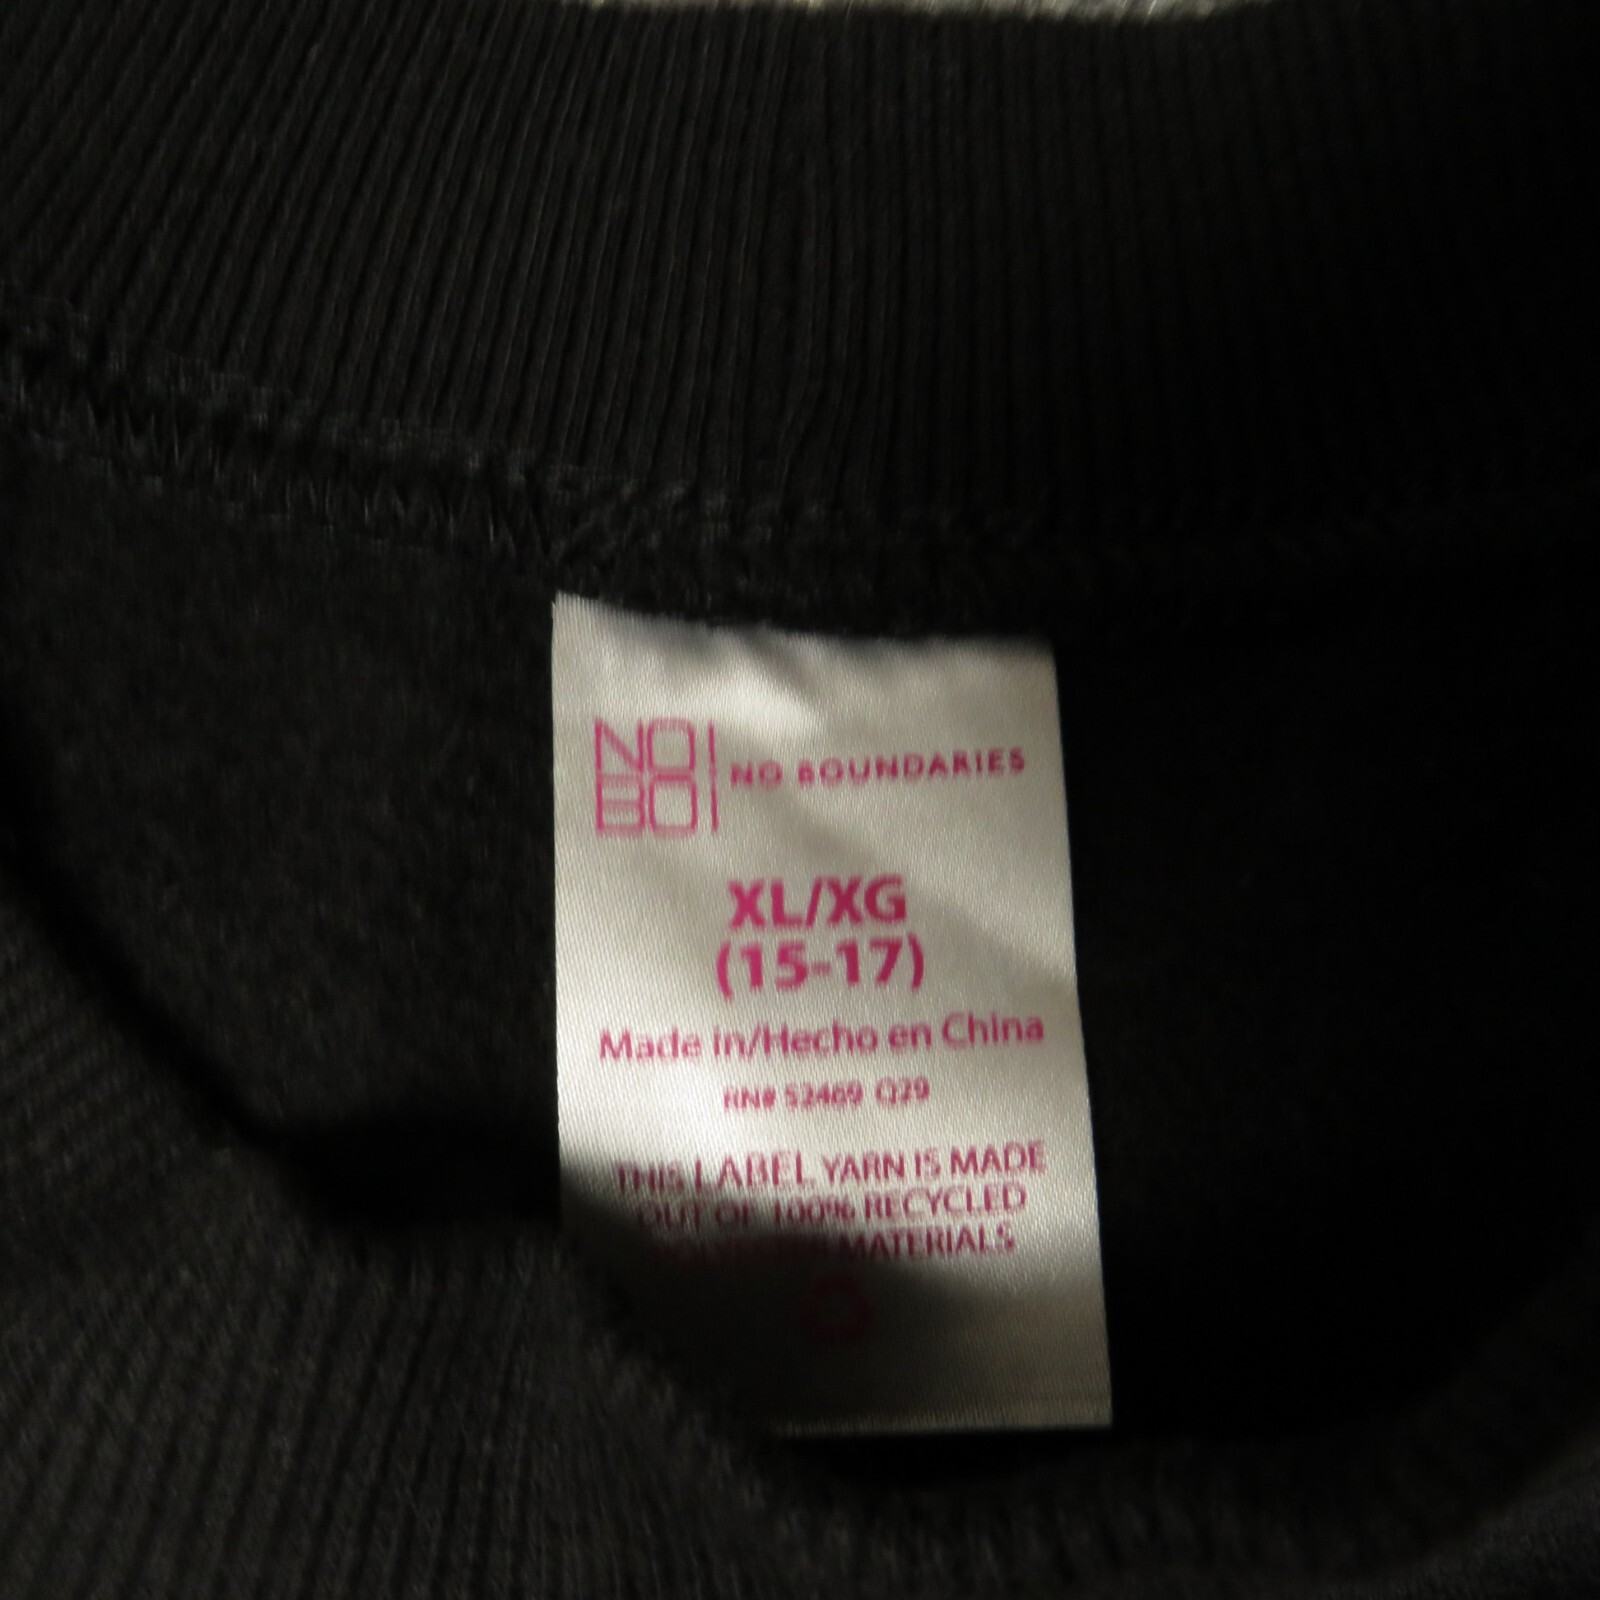 NO
BO
NO BOUNDARIES
XL/XG
(15-17)
Made in/Hecho en China
RN# 52469 Q29
THIS LABEL YARN IS MADE
OUT OF 100% RECYCLED
MATERIALS